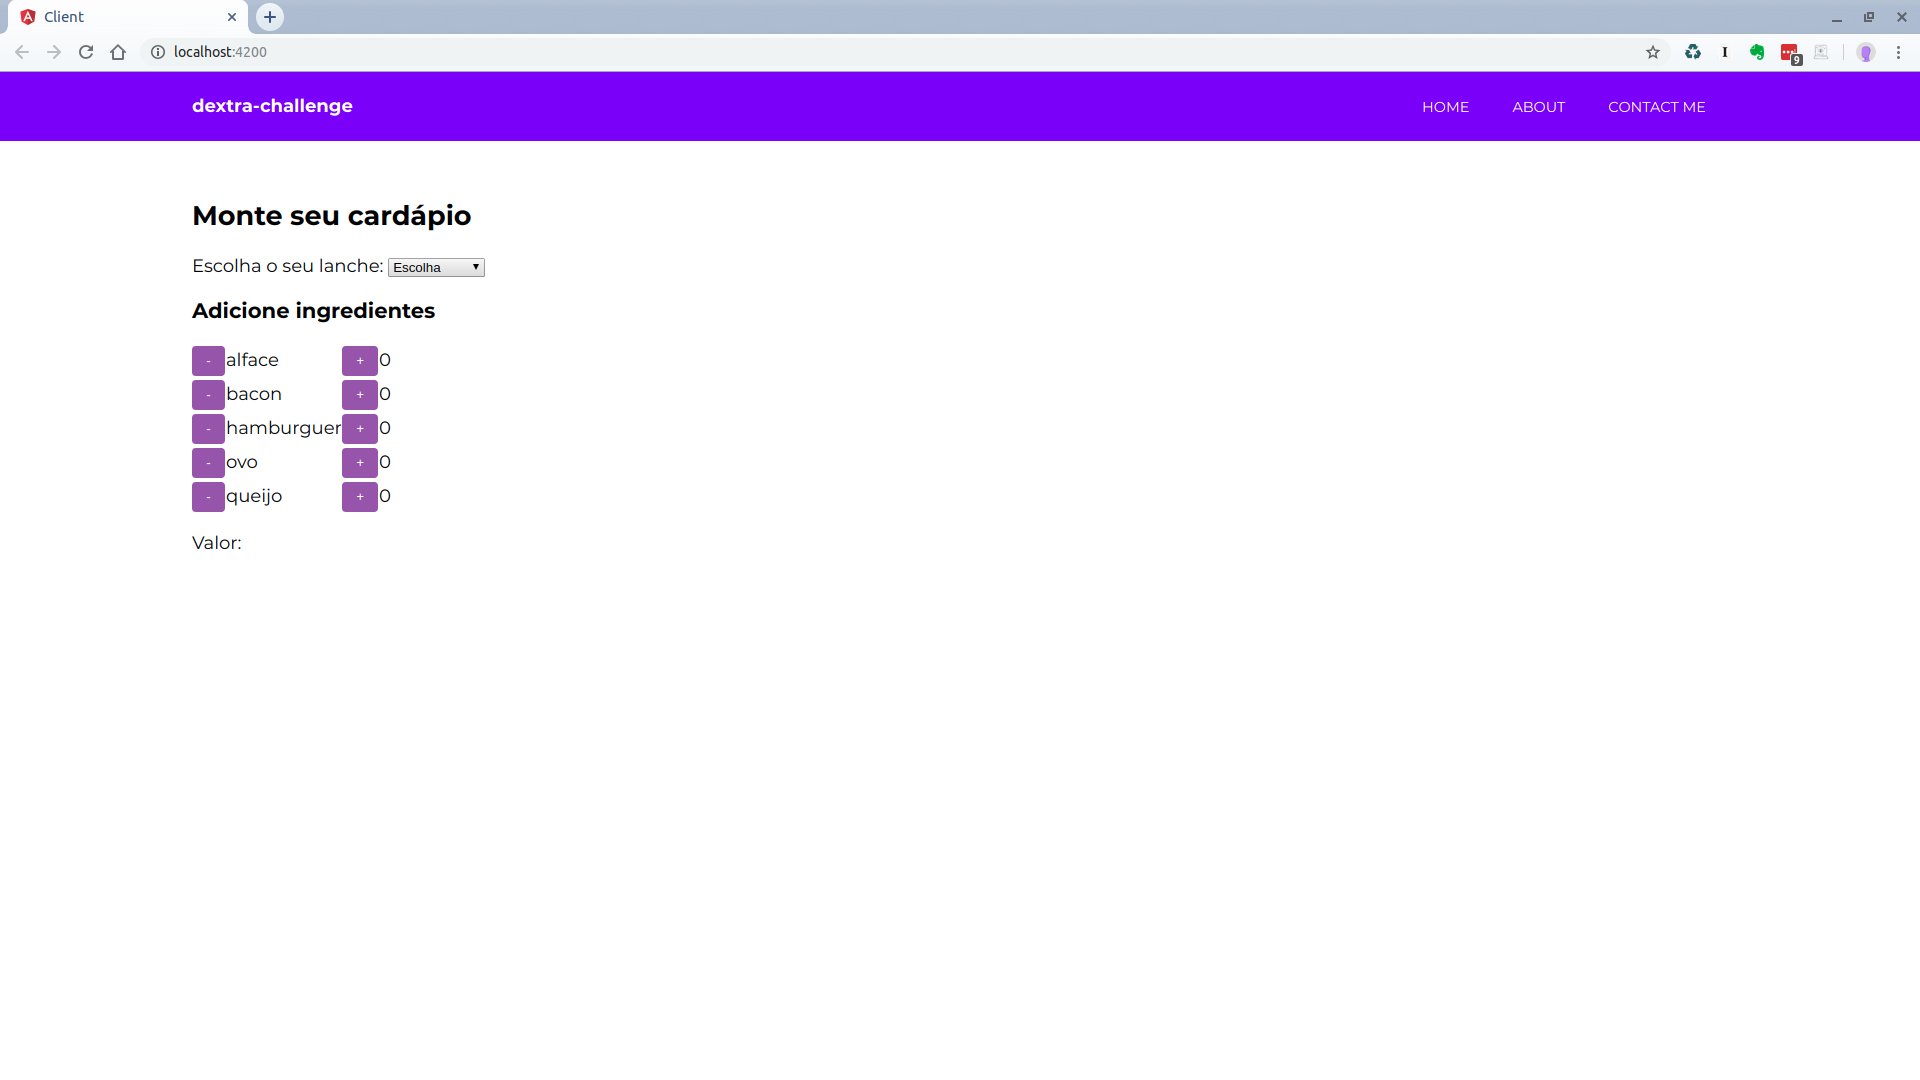 Client
localhost:4200
9
dextra-challenge HOME ABOUT CONTACT ME
Monte seu cardápio
Escolha o seu lanche: Escolha
Adicione ingredientes
- alface + 0
- bacon + 0
- hamburguer + 0
- ovo + 0
- queijo + 0
Valor: